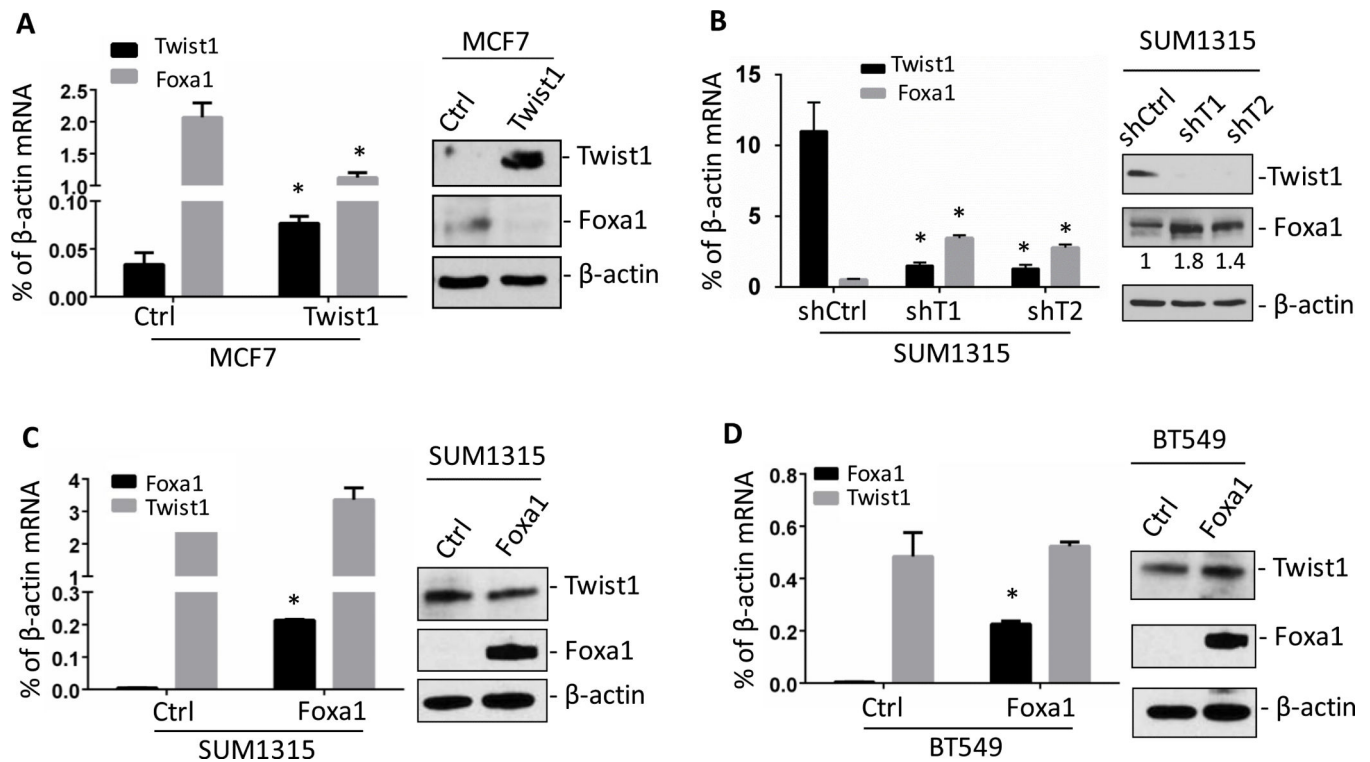 A
Twist1
Foxa1
% of β-actin mRNA
2.5
2.0
1.5
1.0
0.10
0.05
0.00
*
*
Ctrl
Twist1
MCF7
MCF7
Ctrl
Twist1
- Twist1
- Foxa1
- β-actin
B
Twist1
Foxa1
% of β-actin mRNA
15
10
5
0
* *
* *
shCtrl
shT1
shT2
SUM1315
SUM1315
shCtrl
shT1
shT2
-Twist1
- Foxa1
1 1.8 1.4
- β-actin
C
Foxa1
Twist1
% of β-actin mRNA
4
3
2
1
0.3
0.2
0.1
0.0
*
Ctrl
Foxa1
SUM1315
SUM1315
Ctrl
Foxa1
- Twist1
- Foxa1
- β-actin
D
Foxa1
Twist1
% of β-actin mRNA
0.8
0.6
0.4
0.2
0.0
*
Ctrl
Foxa1
BT549
BT549
Ctrl
Foxa1
- Twist1
- Foxa1
- β-actin